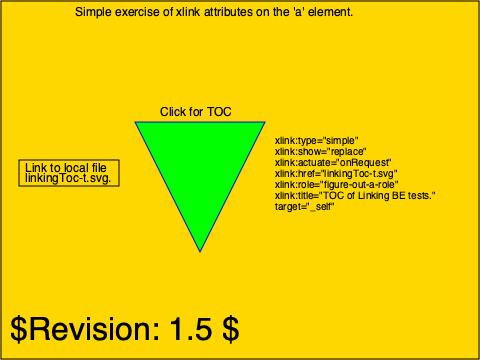 Simple exercise of xlink attributes on the 'a' element.
Click for TOC
Link to local file
linkingToc-t.svg.
xlink:type="simple"
xlink:show="replace"
xlink:actuate="onRequest"
xlink:href="linkingToc-t.svg"
xlink:role="figure-out-a-role"
xlink:title="TOC of Linking BE tests."
target="_self"
$Revision: 1.5 $